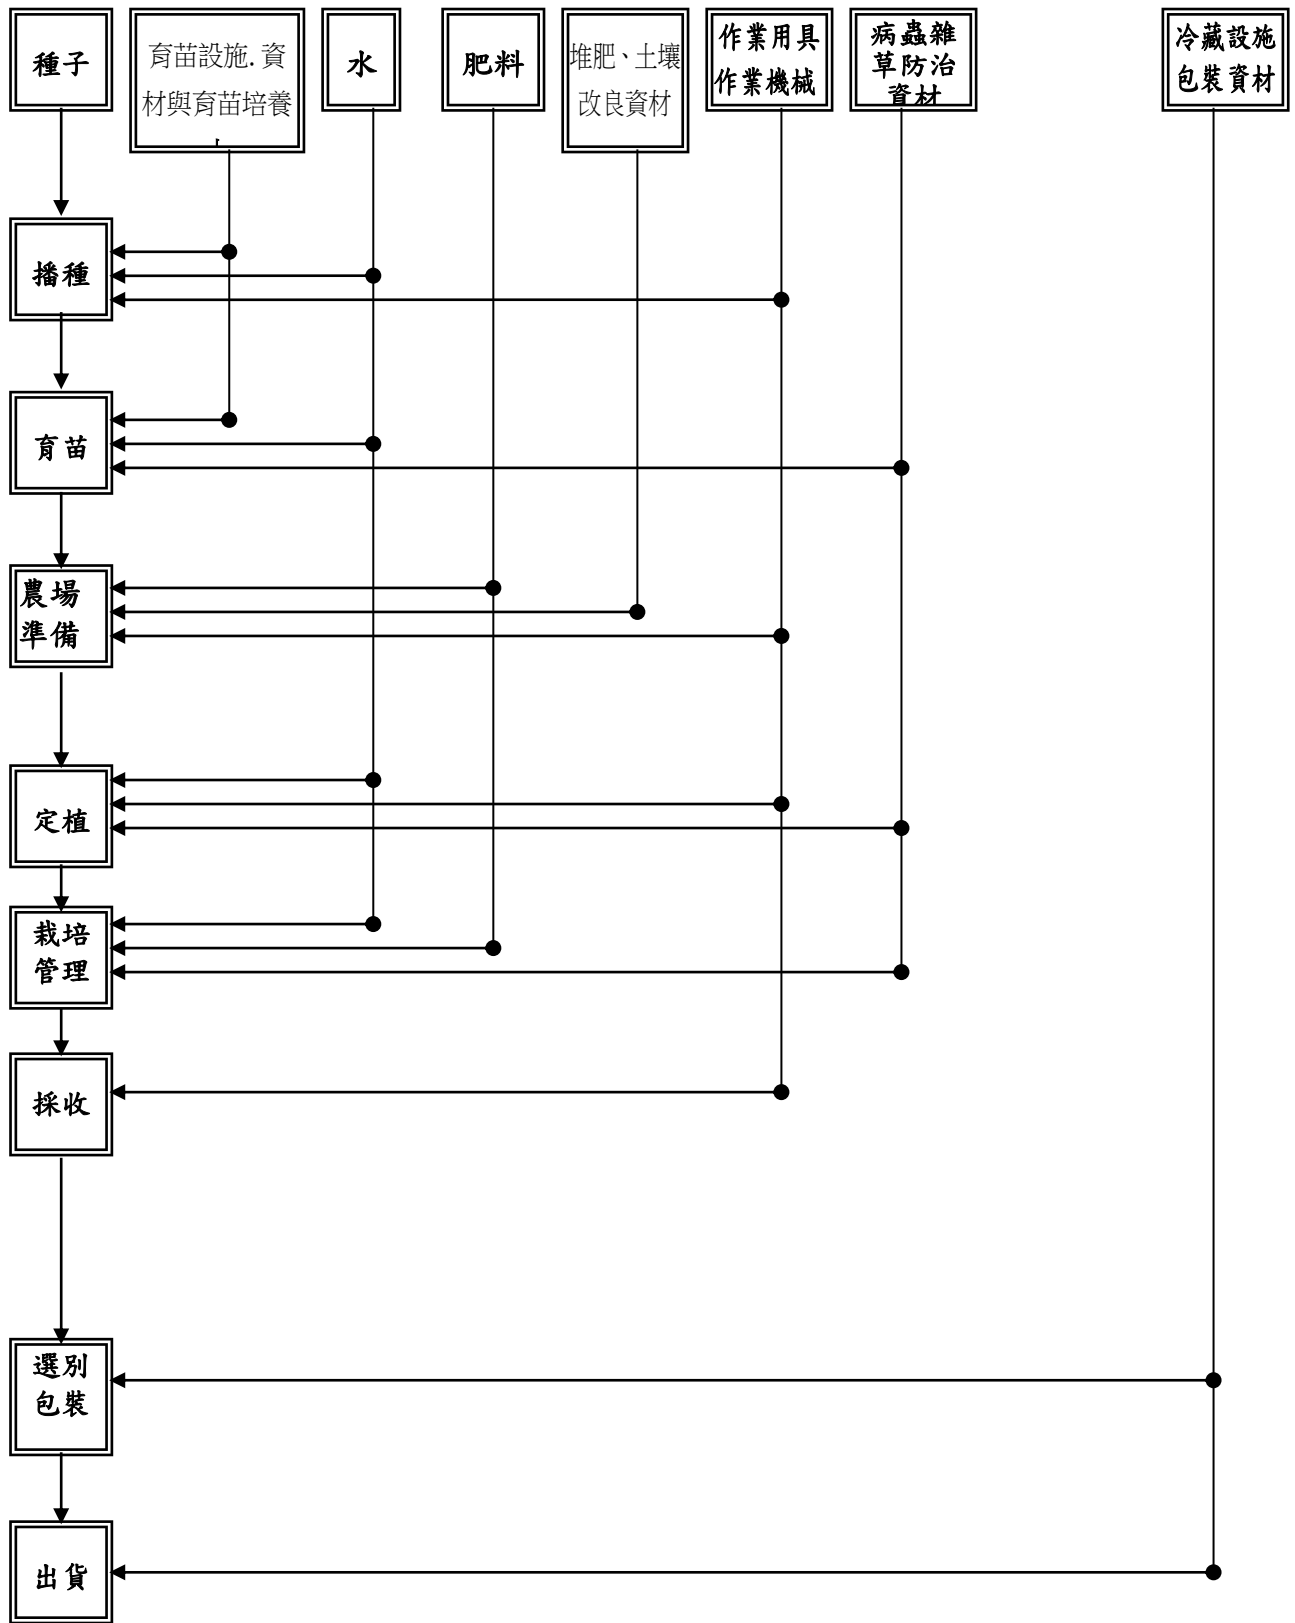 種子
育苗設施. 資
材與育苗培養
水
肥料
堆肥、土壤
改良資材
作業用具
作業機械
病蟲雜
草防治
資材
冷藏設施
包裝資材
播種
育苗
農場
準備
定植
栽培
管理
採收
選別
包裝
出貨